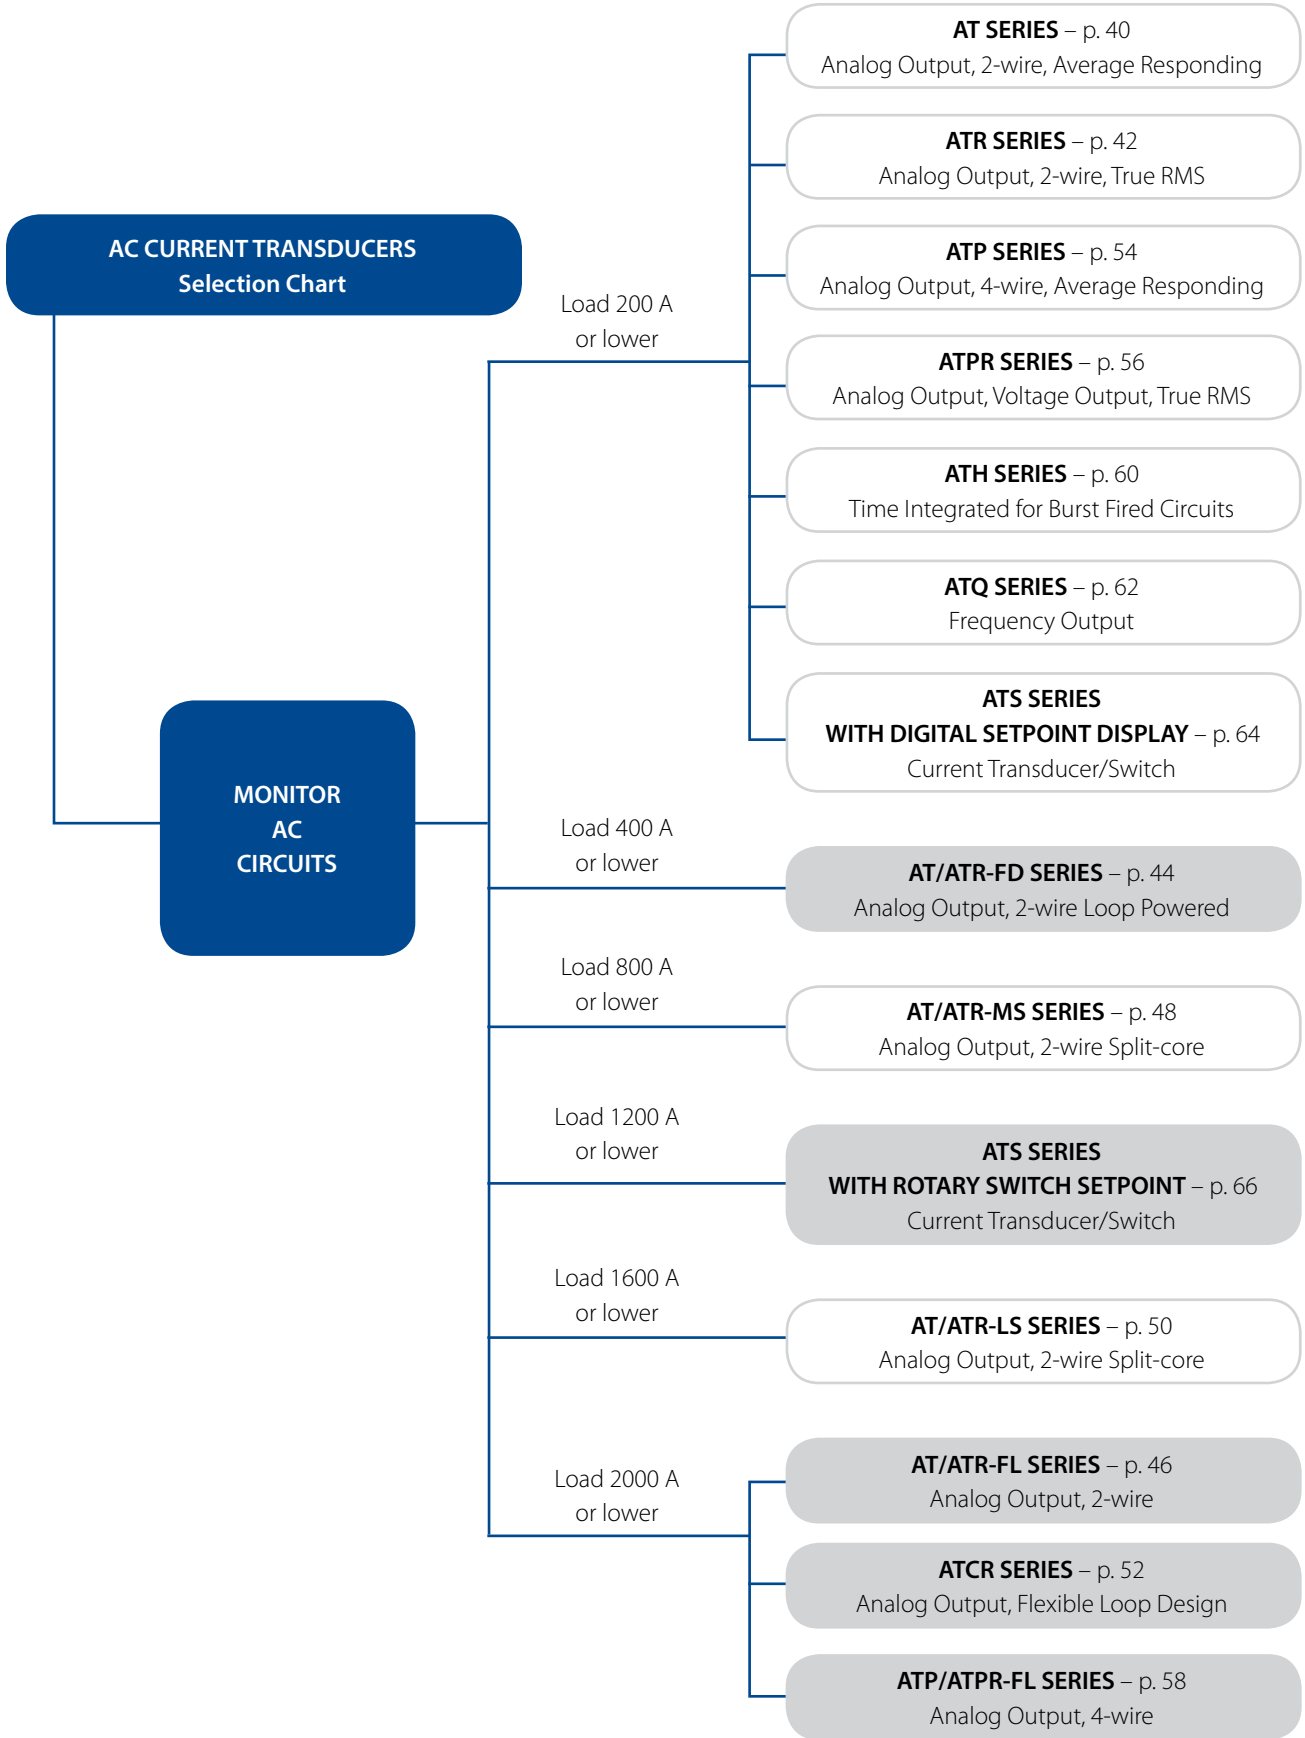 AC CURRENT TRANSDUCERS
Selection Chart
MONITOR
AC
CIRCUITS
Load 200 A
or lower
AT SERIES – p. 40
Analog Output, 2-wire, Average Responding
ATR SERIES – p. 42
Analog Output, 2-wire, True RMS
ATP SERIES – p. 54
Analog Output, 4-wire, Average Responding
ATPR SERIES – p. 56
Analog Output, Voltage Output, True RMS
ATH SERIES – p. 60
Time Integrated for Burst Fired Circuits
ATQ SERIES – p. 62
Frequency Output
ATS SERIES
WITH DIGITAL SETPOINT DISPLAY – p. 64
Current Transducer/Switch
Load 400 A
or lower
AT/ATR-FD SERIES – p. 44
Analog Output, 2-wire Loop Powered
Load 800 A
or lower
AT/ATR-MS SERIES – p. 48
Analog Output, 2-wire Split-core
Load 1200 A
or lower
ATS SERIES
WITH ROTARY SWITCH SETPOINT – p. 66
Current Transducer/Switch
Load 1600 A
or lower
AT/ATR-LS SERIES – p. 50
Analog Output, 2-wire Split-core
Load 2000 A
or lower
AT/ATR-FL SERIES – p. 46
Analog Output, 2-wire
ATCR SERIES – p. 52
Analog Output, Flexible Loop Design
ATP/ATPR-FL SERIES – p. 58
Analog Output, 4-wire